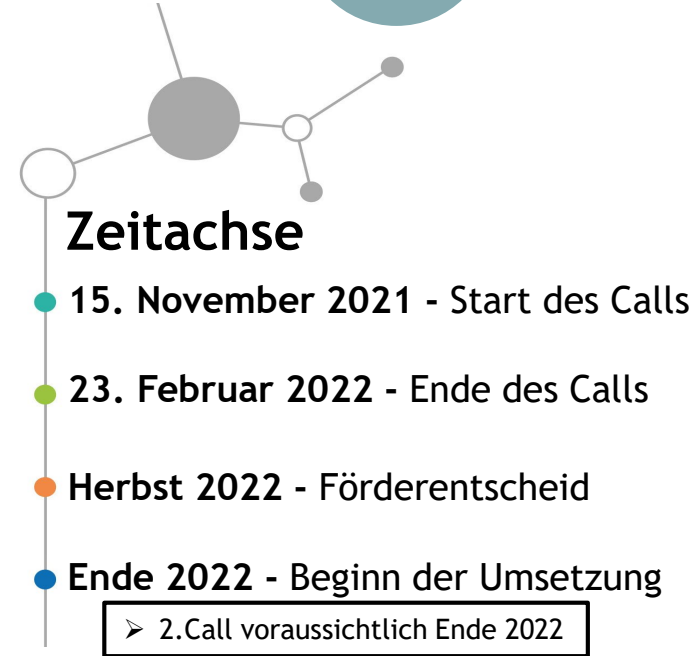 Zeitachse
15. November 2021 - Start des Calls
23. Februar 2022 - Ende des Calls
Herbst 2022 - Förderentscheid
Ende 2022 - Beginn der Umsetzung
➢ 2.Call voraussichtlich Ende 2022